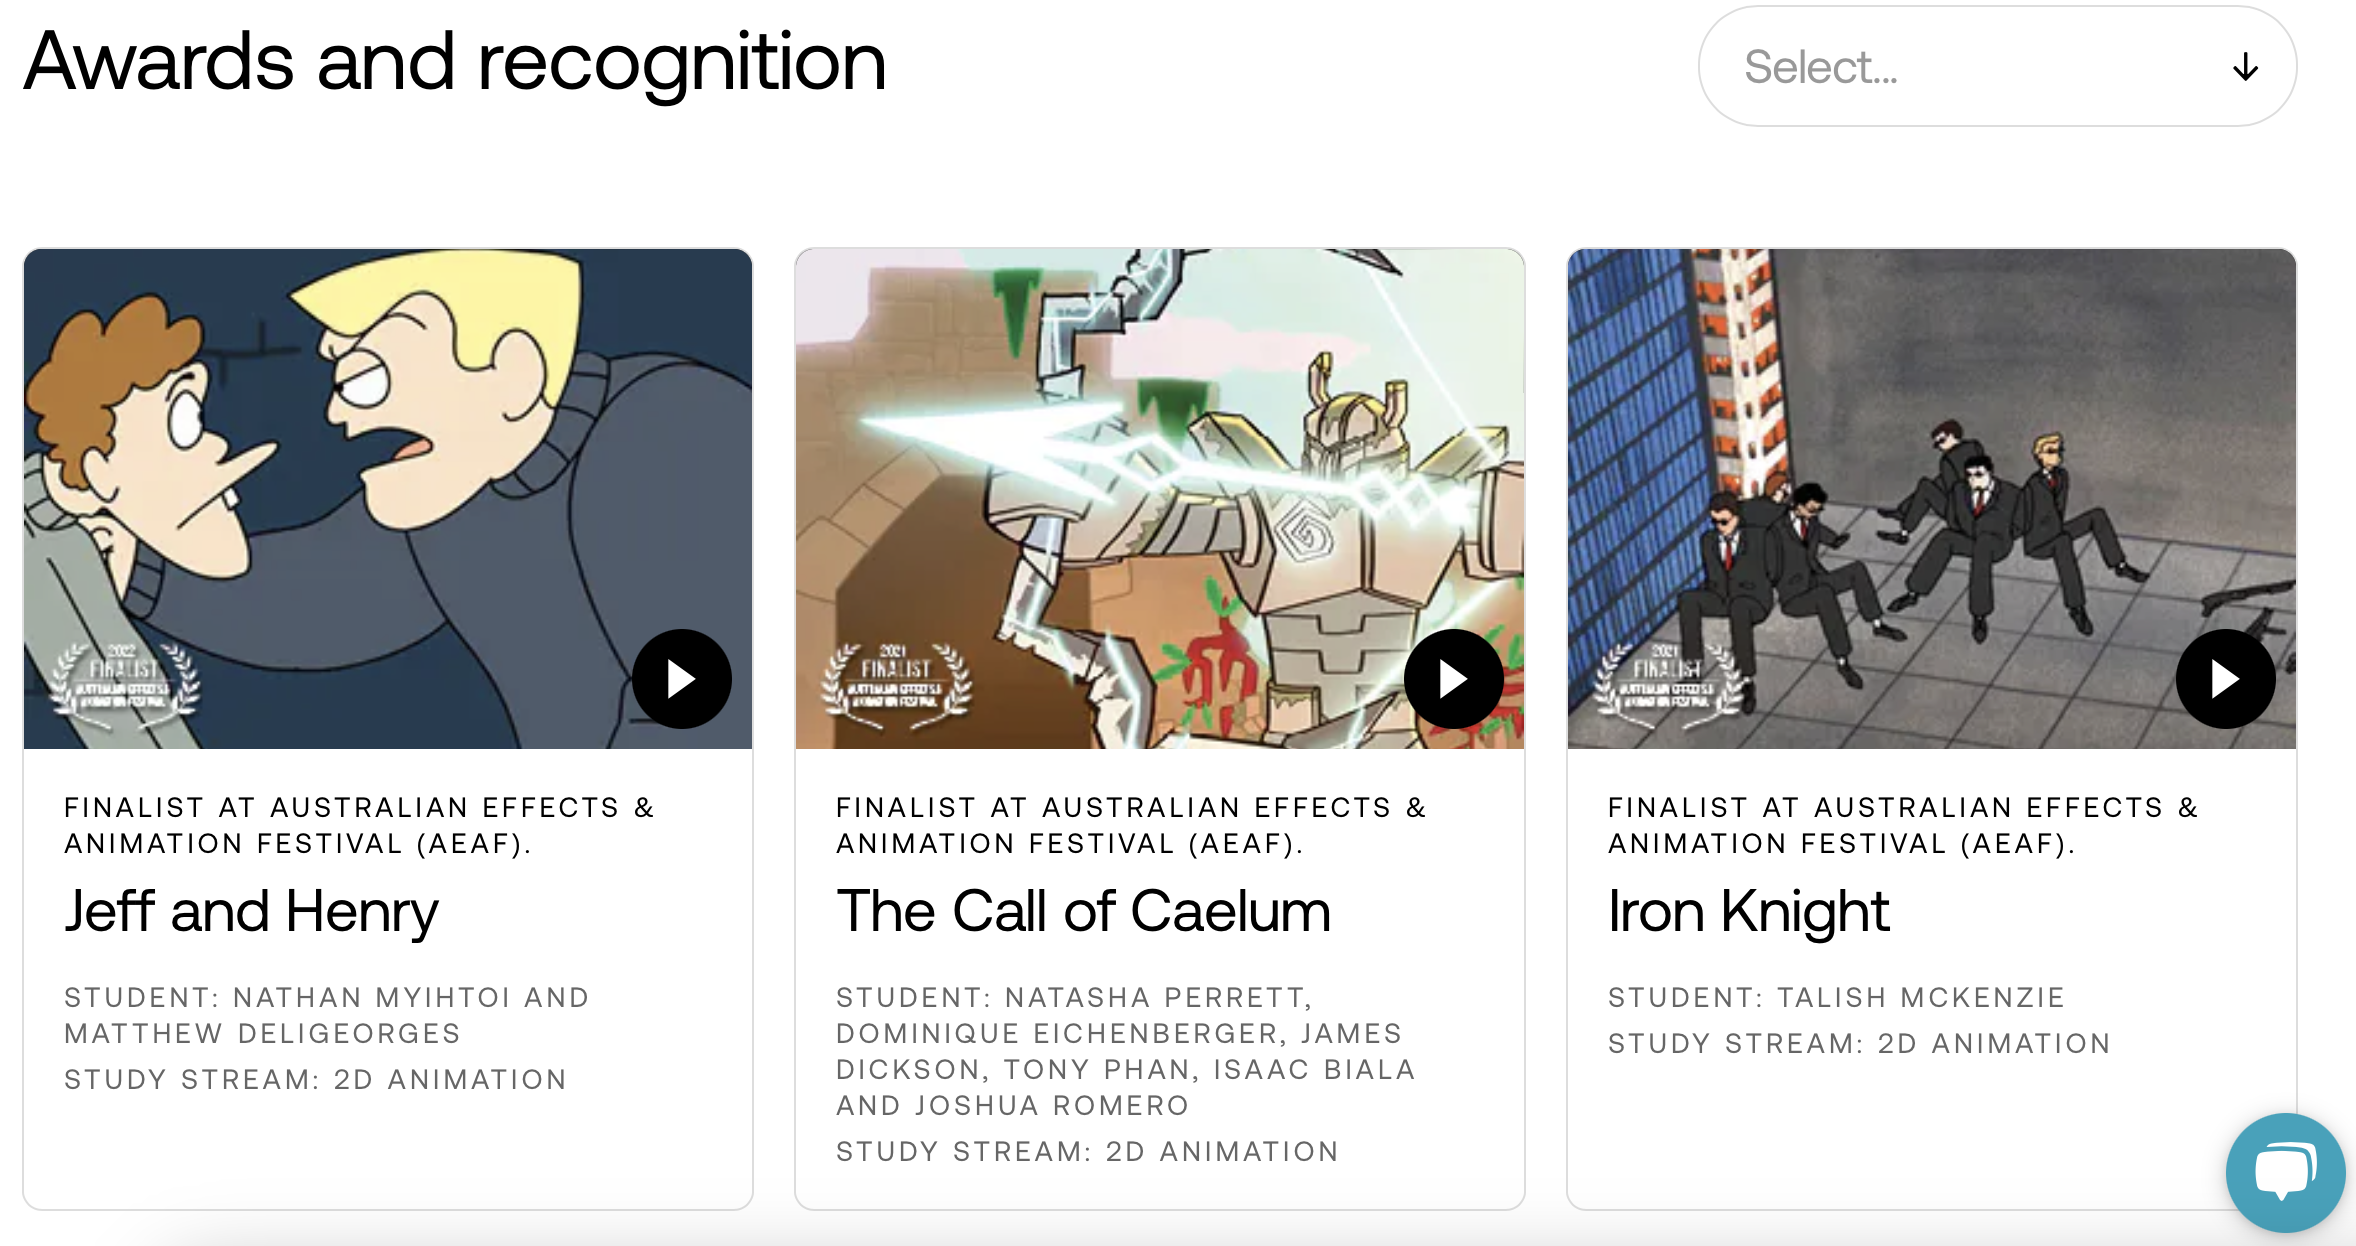 Awards and recognition
Select...
2022
FINALIST
2021
FINALIST
2021
FINALIST
FINALIST AT AUSTRALIAN EFFECTS &
ANIMATION FESTIVAL (AEAF).
Jeff and Henry
STUDENT: NATHAN MYIHTOI AND
MATTHEW DELIGEORGES
STUDY STREAM: 2D ANIMATION
FINALIST AT AUSTRALIAN EFFECTS &
ANIMATION FESTIVAL (AEAF).
The Call of Caelum
STUDENT: NATASHA PERRETT,
DOMINIQUE EICHENBERGER, JAMES
DICKSON, TONY PHAN, ISAAC BIALA
AND JOSHUA ROMERO
STUDY STREAM: 2D ANIMATION
FINALIST AT AUSTRALIAN EFFECTS &
ANIMATION FESTIVAL (AEAF).
Iron Knight
STUDENT: TALISH MCKENZIE
STUDY STREAM: 2D ANIMATION